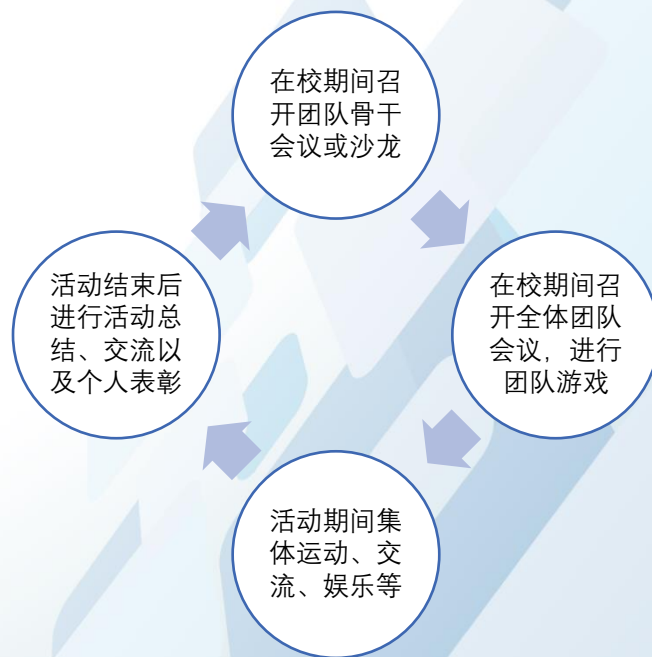 在校期间召
开团队骨干
会议或沙龙
在校期间召
开全体团队
会议，进行
团队游戏
活动期间集
体运动、交
流、娱乐等
活动结束后
进行活动总
结、交流以
及个人表彰